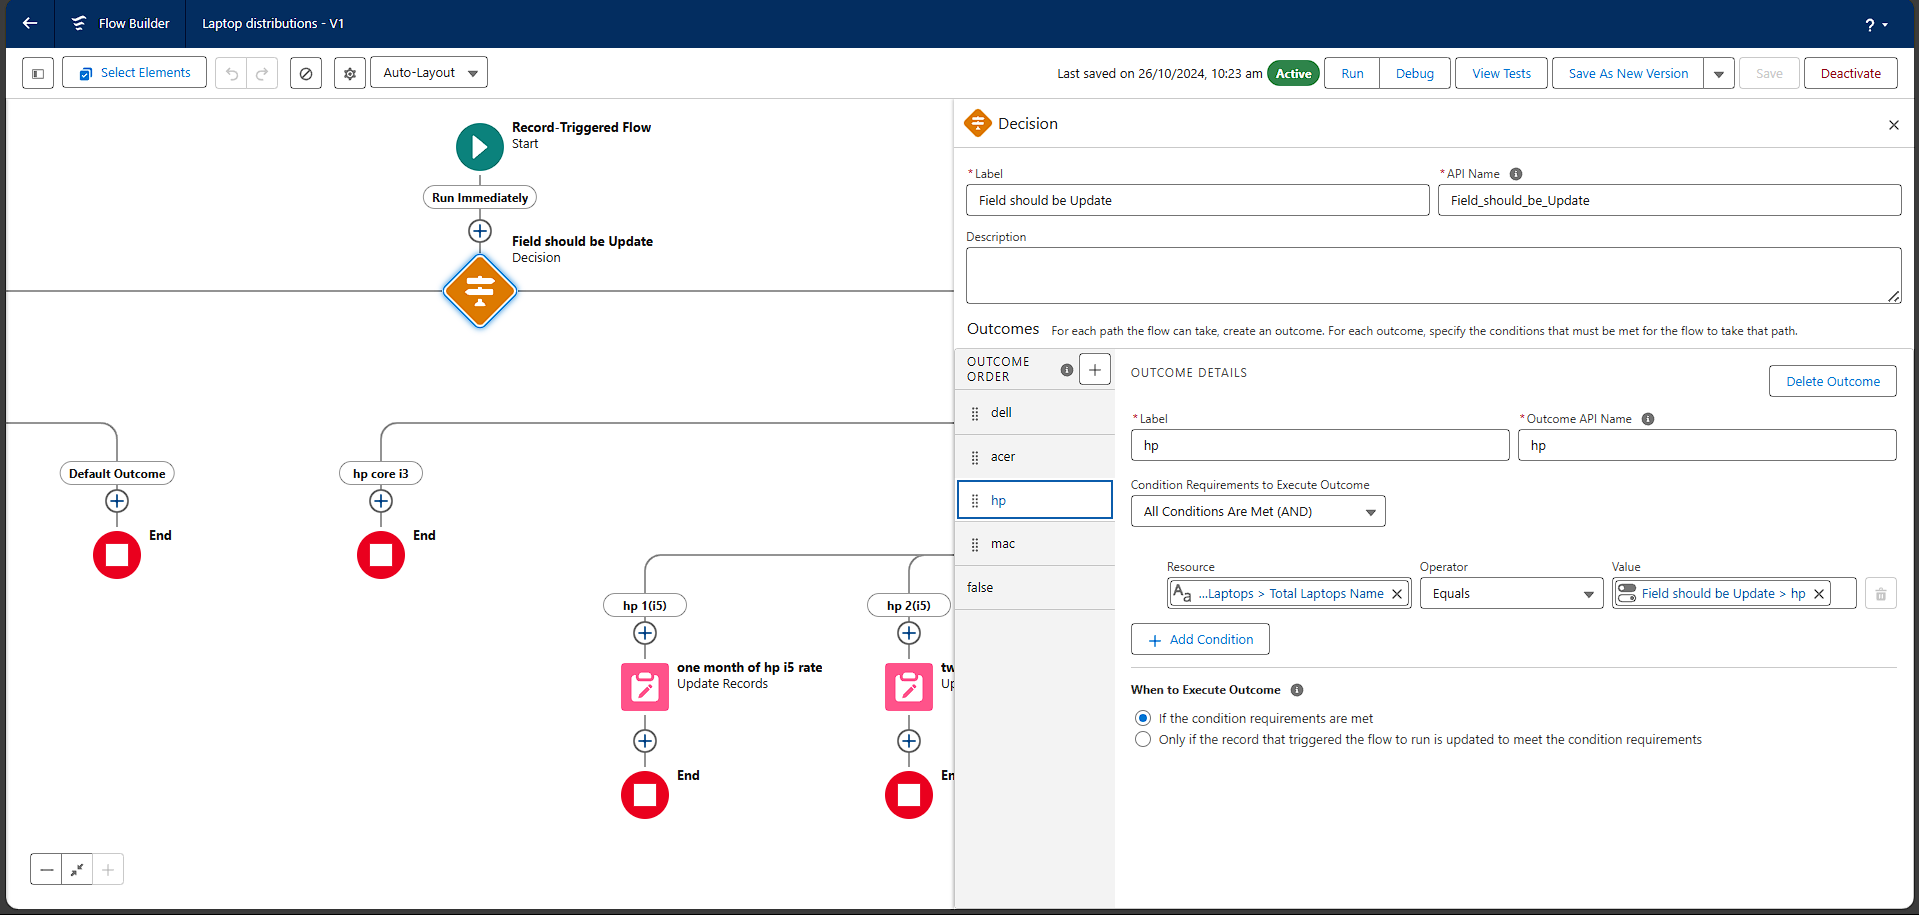 Flow Builder
Laptop distributions - V1
?
Select Elements
Auto-Layout
Last saved on 26/10/2024, 10:23 am
Active
Run
Debug
View Tests
Save As New Version
Save
Deactivate
Record-Triggered Flow
Start
Run Immediately
Field should be Update
Decision
Default Outcome
End
hp core i3
End
hp 1(i5)
one month of hp i5 rate
Update Records
End
hp 2(i5)
tw
Up
En
Decision
* Label
Field should be Update
* API Name
Field_should_be_Update
Description
Outcomes
For each path the flow can take, create an outcome. For each outcome, specify the conditions that must be met for the flow to take that path.
OUTCOME
ORDER
dell
acer
hp
mac
false
OUTCOME DETAILS
Delete Outcome
* Label
hp
* Outcome API Name
hp
Condition Requirements to Execute Outcome
All Conditions Are Met (AND)
Resource
Aa ...Laptops > Total Laptops Name
Operator
Equals
Value
Field should be Update > hp
Add Condition
When to Execute Outcome
If the condition requirements are met
Only if the record that triggered the flow to run is updated to meet the condition requirements